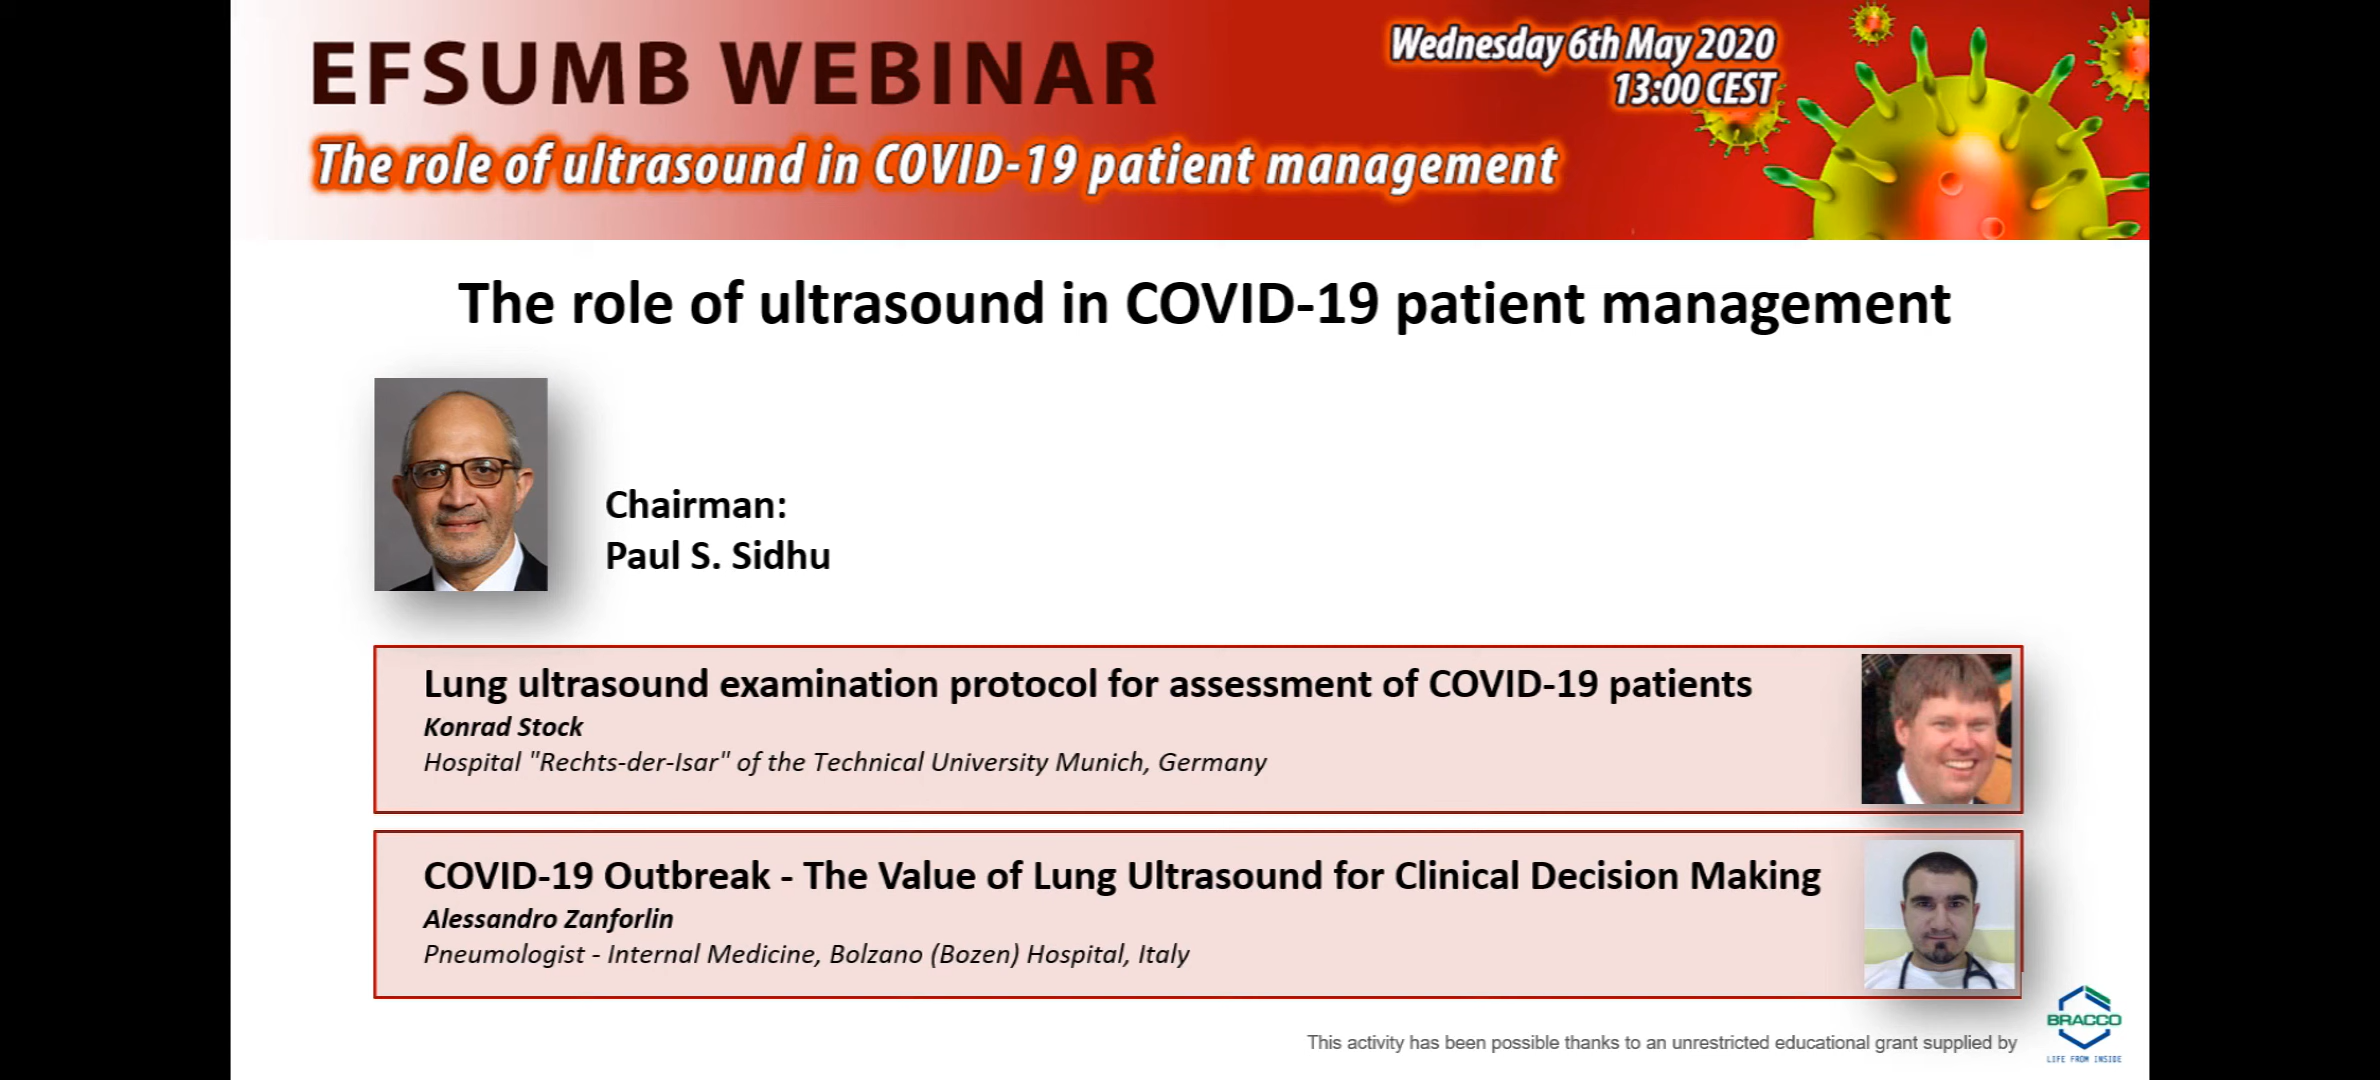 EFSUMB WEBINAR
Wednesday 6th May 2020
13:00 CEST
The role of ultrasound in COVID-19 patient management
The role of ultrasound in COVID-19 patient management
Chairman:
Paul S. Sidhu
Lung ultrasound examination protocol for assessment of COVID-19 patients
Konrad Stock
Hospital "Rechts-der-Isar" of the Technical University Munich, Germany
COVID-19 Outbreak - The Value of Lung Ultrasound for Clinical Decision Making
Alessandro Zanforlin
Pneumologist - Internal Medicine, Bolzano (Bozen) Hospital, Italy
This activity has been possible thanks to an unrestricted educational grant supplied by
BRACCO
LIFE FROM INSIDE